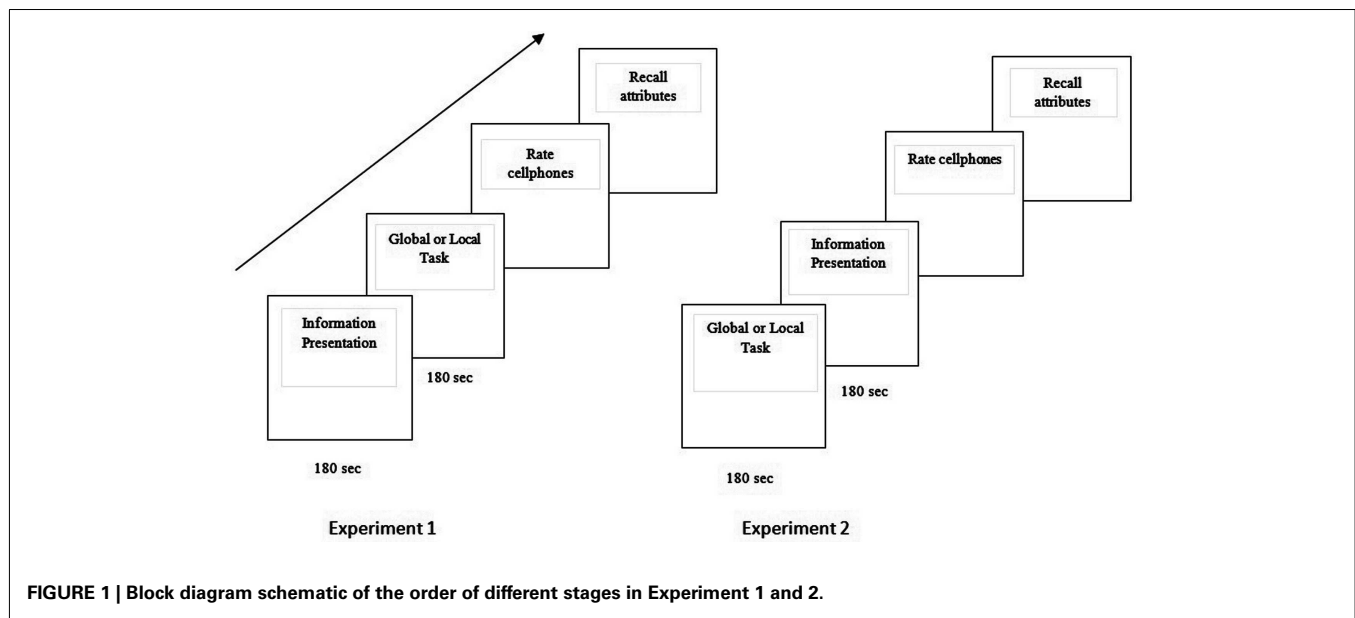 Information
Presentation
180 sec
Global or Local
Task
180 sec
Rate
cellphones
Recall
attributes
Experiment 1
Global or Local
Task
180 sec
Information
Presentation
180 sec
Rate cellphones
Recall
attributes
Experiment 2
FIGURE 1 | Block diagram schematic of the order of different stages in Experiment 1 and 2.